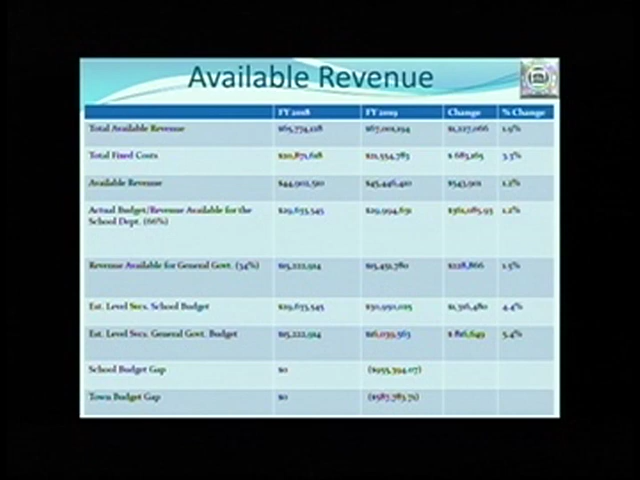 Available Revenue
FY 2018 FY 2019 Change % Change
Total Available Revenue $65,774,128 $67,001,194 $1,227,066 1.9%
Total Fixed Costs $20,871,618 $21,554,783 $ 683,165 3.3%
Available Revenue $44,902,510 $45,446,410 $543,901 1.2%
Actual Budget/Revenue Available for the
School Dept. (66%) $29,633,545 $29,994,631 $361,085.93 1.2%
Revenue Available for General Govt. (34%) $15,222,914 $15,451,780 $228,866 1.5%
Est. Level Svcs. School Budget $29,633,545 $30,950,025 $1,316,480 4.4%
Est. Level Svcs. General Govt. Budget $15,222,914 $16,039,563 $ 816,649 5.4%
School Budget Gap $0 ($955,394.07)
Town Budget Gap $0 ($587,783.71)